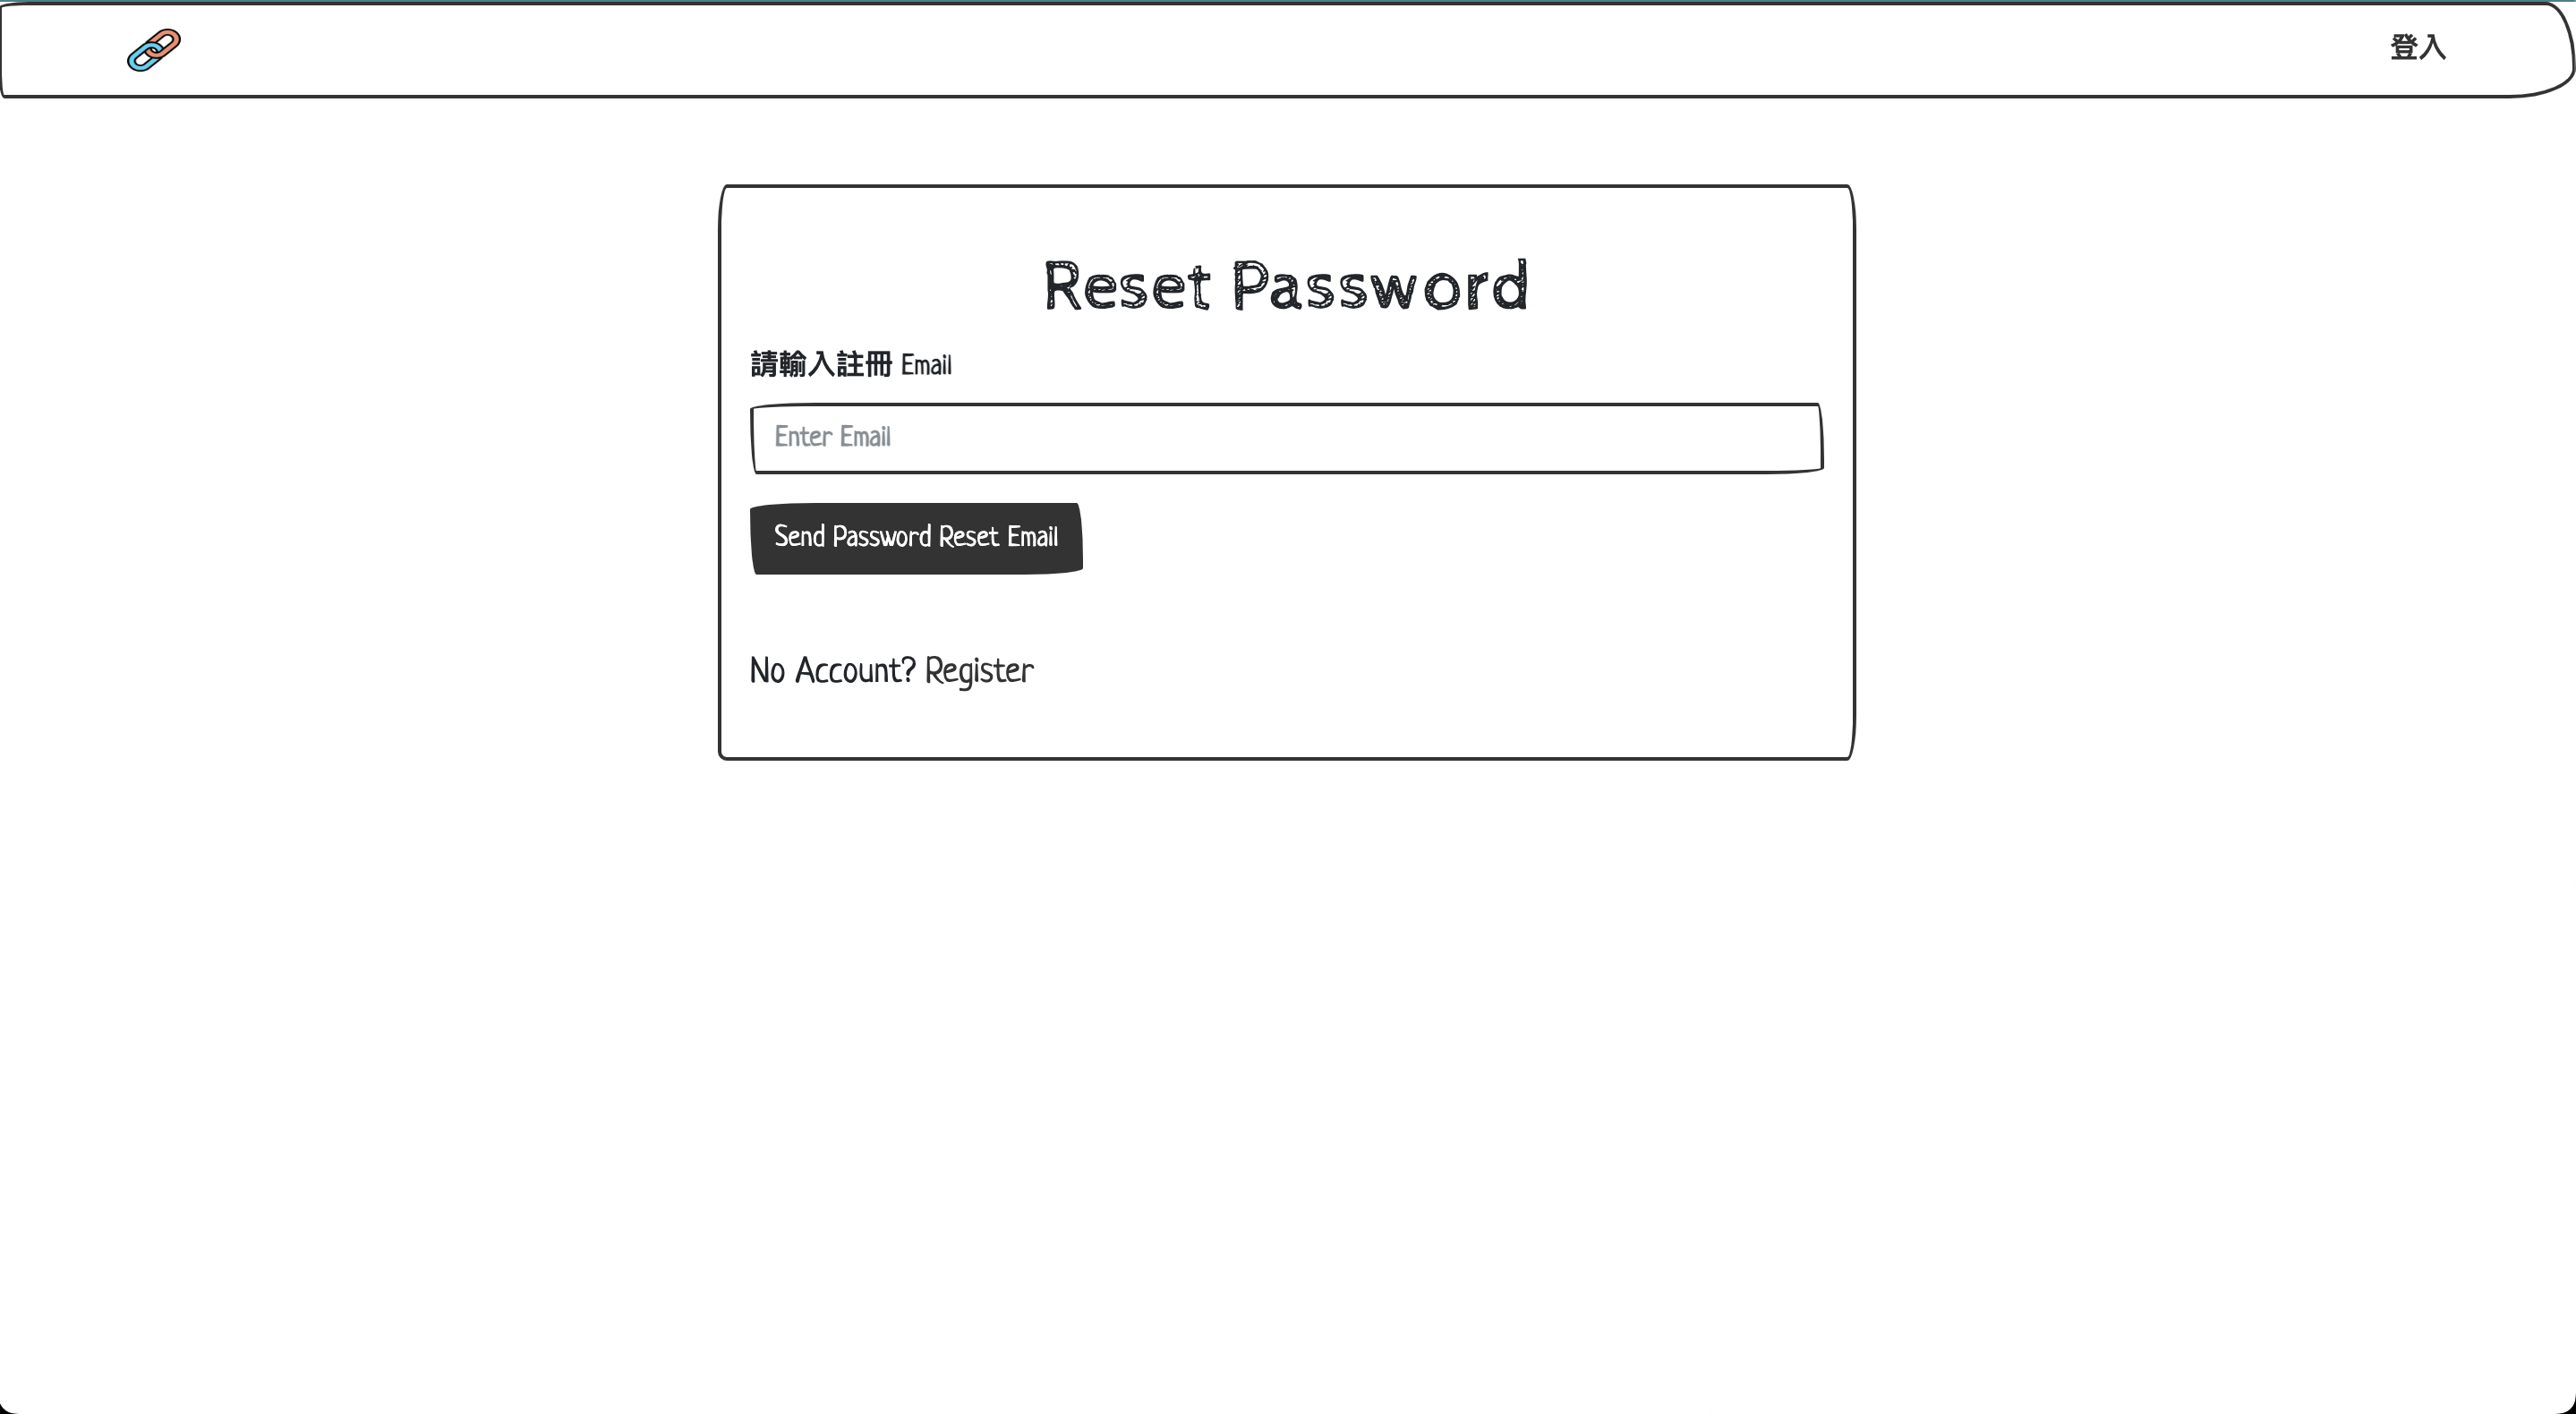 登入
Reset Password
請輸入註冊 Email
Enter Email
Send Password Reset Email
No Account? Register